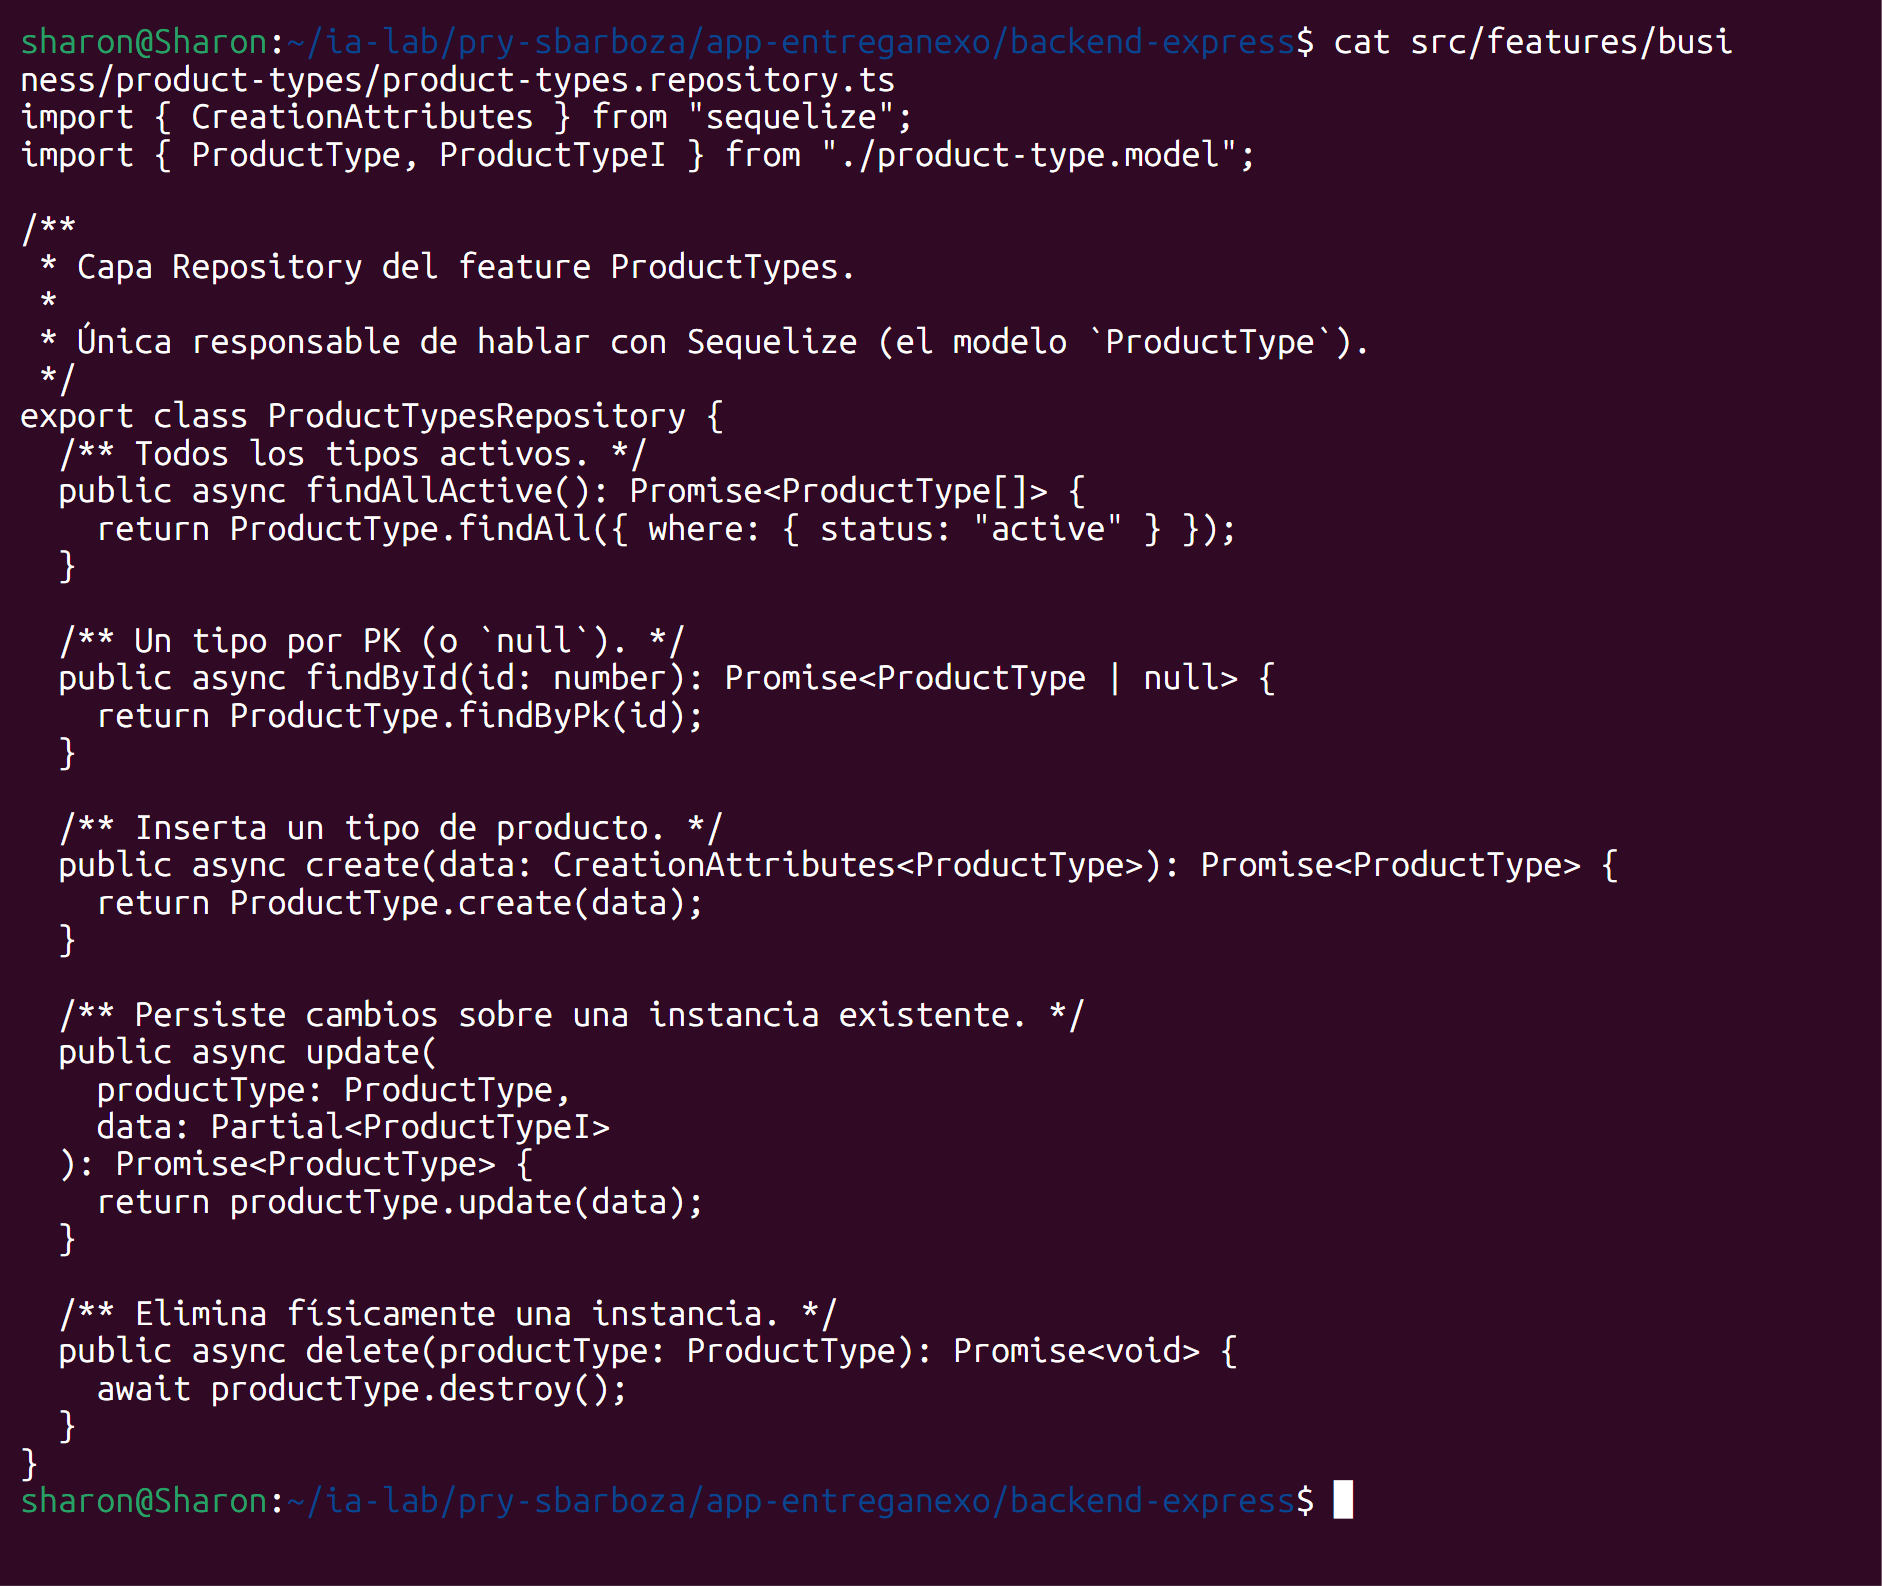 sharon@Sharon:~/ia-lab/pry-sbarboza/app-entreganexo/backend-express$ cat src/features/busi
ness/product-types/product-types.repository.ts
import { CreationAttributes } from "sequelize";
import { ProductType, ProductTypeI } from "./product-type.model";

/**
 * Capa Repository del feature ProductTypes.
 *
 * Única responsable de hablar con Sequelize (el modelo `ProductType`).
 */
export class ProductTypesRepository {
  /** Todos los tipos activos. */
  public async findAllActive(): Promise<ProductType[]> {
    return ProductType.findAll({ where: { status: "active" } });
  }

  /** Un tipo por PK (o `null`). */
  public async findById(id: number): Promise<ProductType | null> {
    return ProductType.findByPk(id);
  }

  /** Inserta un tipo de producto. */
  public async create(data: CreationAttributes<ProductType>): Promise<ProductType> {
    return ProductType.create(data);
  }

  /** Persiste cambios sobre una instancia existente. */
  public async update(
    productType: ProductType,
    data: Partial<ProductTypeI>
  ): Promise<ProductType> {
    return productType.update(data);
  }

  /** Elimina físicamente una instancia. */
  public async delete(productType: ProductType): Promise<void> {
    await productType.destroy();
  }
}
sharon@Sharon:~/ia-lab/pry-sbarboza/app-entreganexo/backend-express$